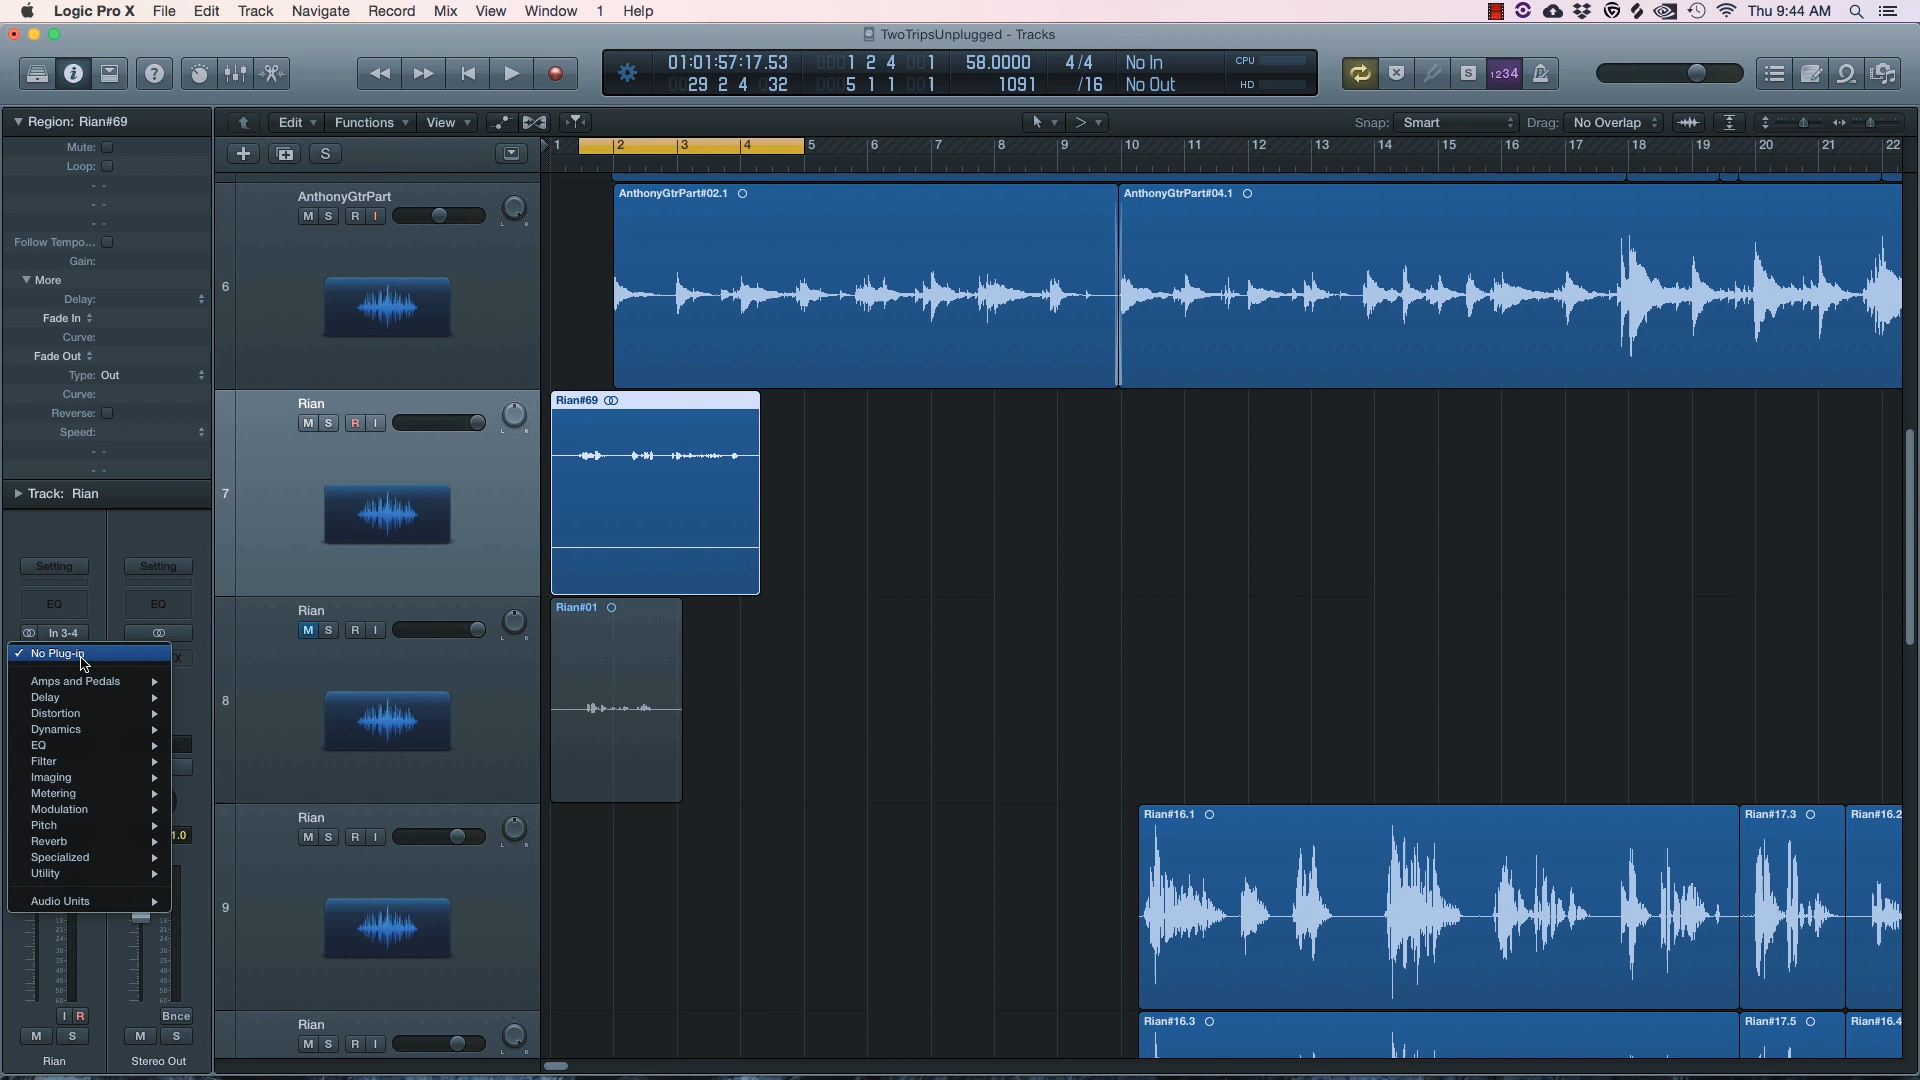 Logic Pro X File Edit Track Navigate Record Mix View Window 1 Help Thu 9:44 AM
TwoTripsUnplugged - Tracks
01:01:57:17.53 1 2 4 1 58.0000 4/4 No In CPU
29 2 4 32 5 1 1 1 1091 /16 No Out HD
S 1234
Region: Rian#69
Edit Functions View Snap: Smart Drag: No Overlap
Mute:
Loop:
- -
- -
- -
Follow Tempo...
Gain:
More
Delay:
Fade In
Curve:
Fade Out
Type: Out
Curve:
Reverse:
Speed:
- -
- -
Track: Rian
Setting Setting
EQ EQ
In 3-4
No Plug-in
Amps and Pedals
Delay
Distortion
Dynamics
EQ
Filter
Imaging
Metering
Modulation
Pitch
Reverb
Specialized
Utility
Audio Units
1.0
I R Bnce
M S M S
Rian Stereo Out
S
1 2 3 4 5 6 7 8 9 10 11 12 13 14 15 16 17 18 19 20 21 22
6 AnthonyGtrPart
M S R I
L R
AnthonyGtrPart#02.1 AnthonyGtrPart#04.1
7 Rian
M S R I
L R
Rian#69
8 Rian
M S R I
L R
Rian#01
9 Rian
M S R I
L R
Rian#16.1 Rian#17.3 Rian#16.2
Rian
M S R I
L R
Rian#16.3 Rian#17.5 Rian#16.4